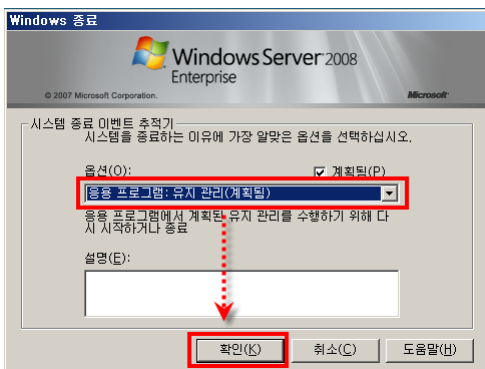 Windows 종료
Windows Server 2008
Enterprise
© 2007 Microsoft Corporation.
Microsoft
시스템 종료 이벤트 추적기
시스템을 종료하는 이유에 가장 알맞은 옵션을 선택하십시오.
옵션(O): 계획됨(P)
응용 프로그램: 유지 관리(계획됨)
응용 프로그램에서 계획된 유지 관리를 수행하기 위해 다
시 시작하거나 종료
설명(E):
확인(K) 취소(C) 도움말(H)